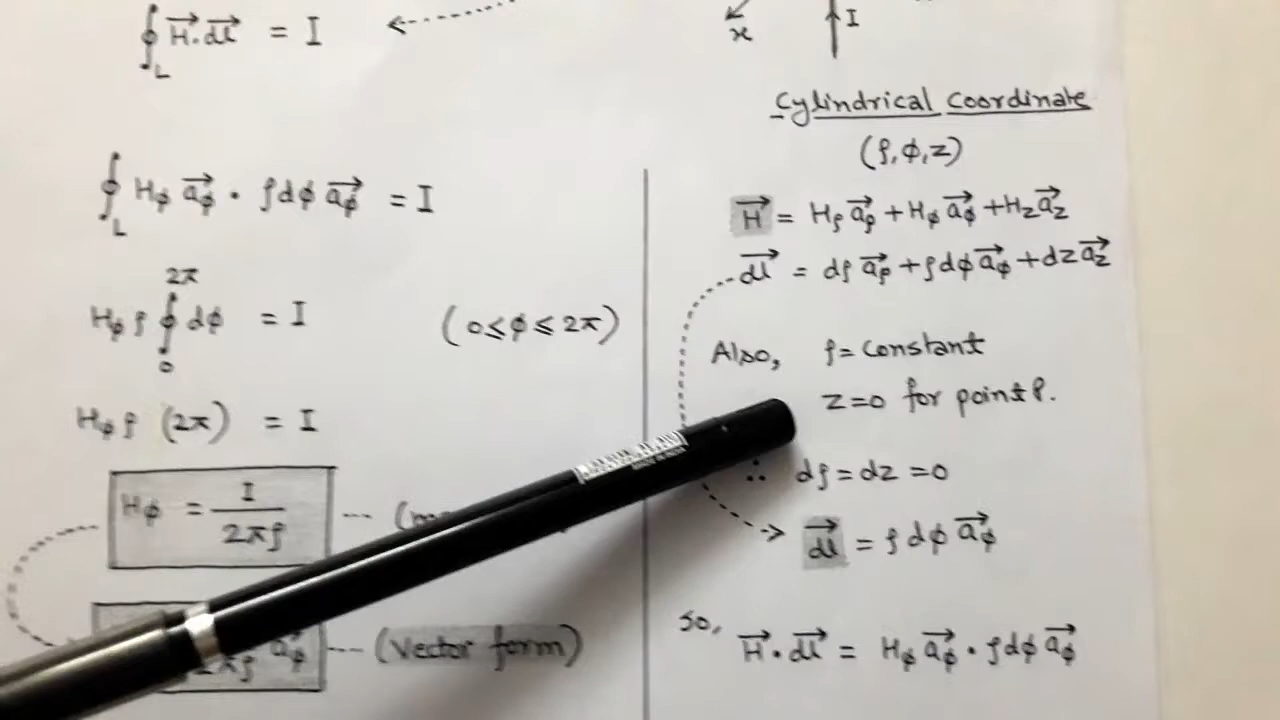 ∮_L H⃗.dl⃗ = I
∮_L Hϕ a⃗ϕ . ρdϕ a⃗ϕ = I
Hϕ ρ ∮_0^2π dϕ = I (0≤ϕ≤2π)
Hϕ ρ (2π) = I
Hϕ = I / 2πρ
a⃗ϕ --- (Vector form)
x
I
Cylindrical Coordinate
(ρ,ϕ,z)
H⃗ = Hρ a⃗ρ + Hϕ a⃗ϕ + Hz a⃗z
dl⃗ = dρ a⃗ρ + ρdϕ a⃗ϕ + dz a⃗z
Also, ρ = constant
z=0 for point P.
∴ dρ = dz = 0
dl⃗ = ρ dϕ a⃗ϕ
So, H⃗.dl⃗ = Hϕ a⃗ϕ . ρdϕ a⃗ϕ